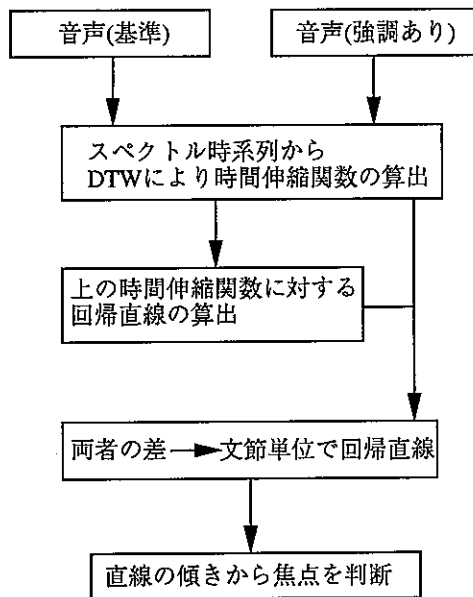 音声(基準)
音声(強調あり)
スペクトル時系列から
DTWにより時間伸縮関数の算出
上の時間伸縮関数に対する
回帰直線の算出
両者の差→文節単位で回帰直線
直線の傾きから焦点を判断